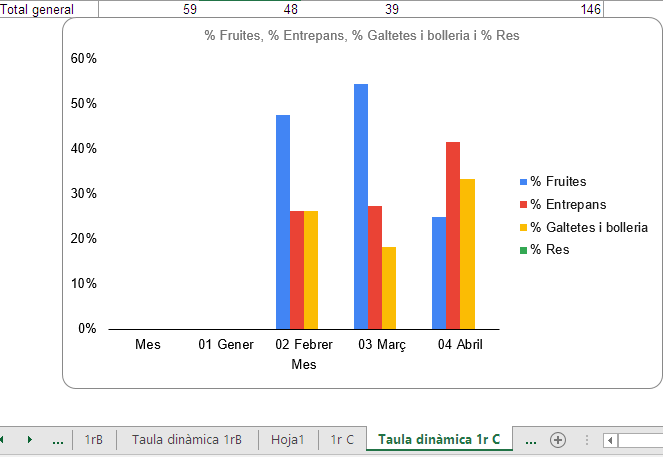 Total general 59 48 39 146
% Fruites, % Entrepans, % Galtetes i bolleria i % Res
60%
50%
40%
30%
20%
10%
0%
% Fruites
% Entrepans
% Galtetes i bolleria
% Res
Mes 01 Gener 02 Febrer 03 Març 04 Abril
Mes
... 1rB Taula dinàmica 1rB Hoja1 1r C Taula dinàmica 1r C ...